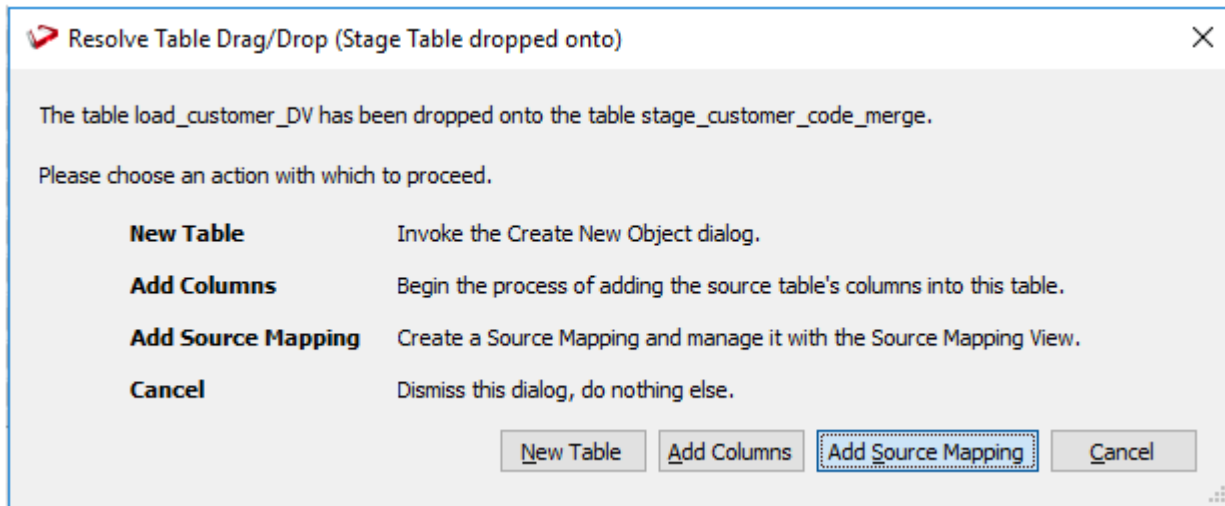 Resolve Table Drag/Drop (Stage Table dropped onto)
The table load_customer_DV has been dropped onto the table stage_customer_code_merge.
Please choose an action with which to proceed.
New Table Invoke the Create New Object dialog.
Add Columns Begin the process of adding the source table's columns into this table.
Add Source Mapping Create a Source Mapping and manage it with the Source Mapping View.
Cancel Dismiss this dialog, do nothing else.
New Table Add Columns Add Source Mapping Cancel